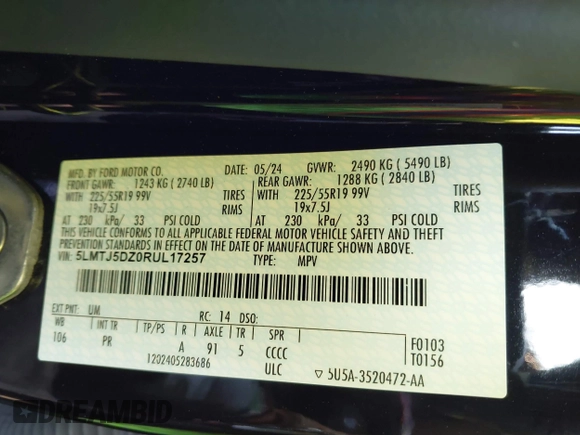 MFD. BY FORD MOTOR CO. DATE: 05/24 GVWR: 2490 KG (5490 LB)
FRONT GAWR: 1243 KG (2740 LB) REAR GAWR: 1288 KG (2840 LB)
WITH 225/55R19 99V TIRES WITH 225/55R19 99V TIRES
19x7.5J RIMS 19x7.5J RIMS
AT 230 kPa/ 33 PSI COLD AT 230 kPa/ 33 PSI COLD
THIS VEHICLE CONFORMS TO ALL APPLICABLE FEDERAL MOTOR VEHICLE SAFETY AND THEFT
PREVENTION STANDARDS IN EFFECT ON THE DATE OF MANUFACTURE SHOWN ABOVE.
VIN: 5LMTJ5DZ0RUL17257 TYPE: MPV
EXT PNT: UM RC: 14 DSO:
WB INT TR TP/PS R AXLE TR SPR F0103
106 PR A 91 5 CCCC T0156
1202405283686 ULC ▽ 5U5A-3520472-AA
DREAMBID